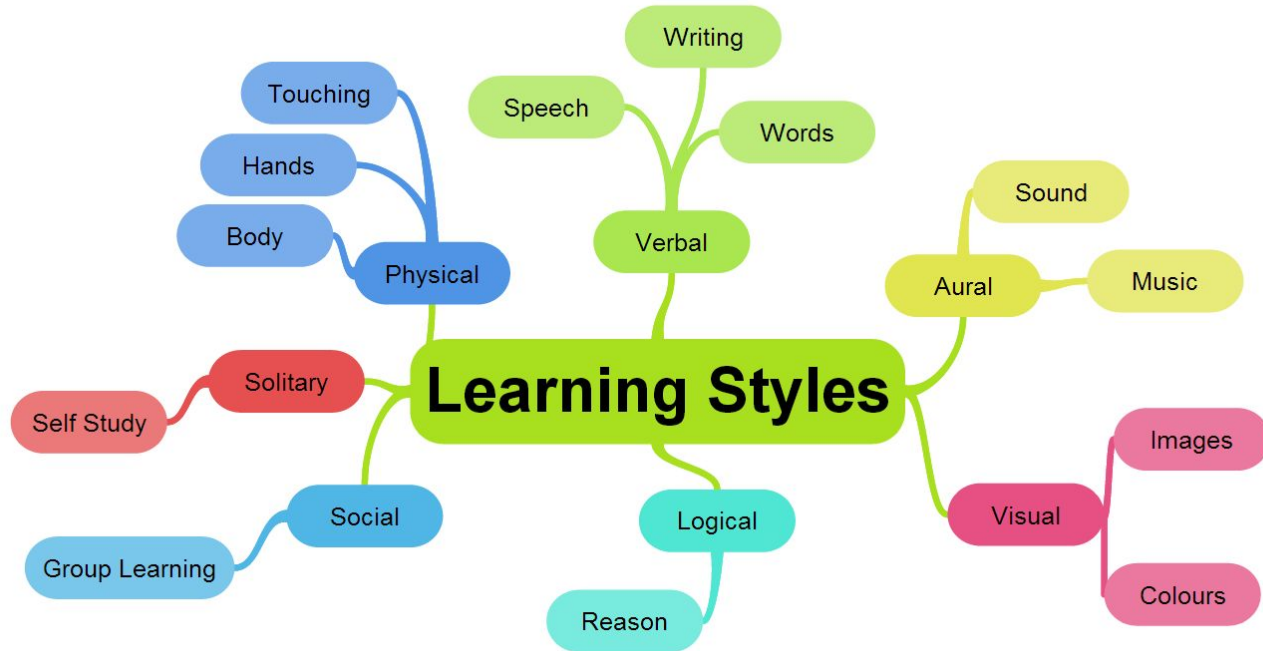 Writing
Touching
Speech
Words
Hands
Sound
Body
Verbal
Physical
Aural
Music
Learning Styles
Solitary
Self Study
Images
Social
Logical
Visual
Group Learning
Reason
Colours